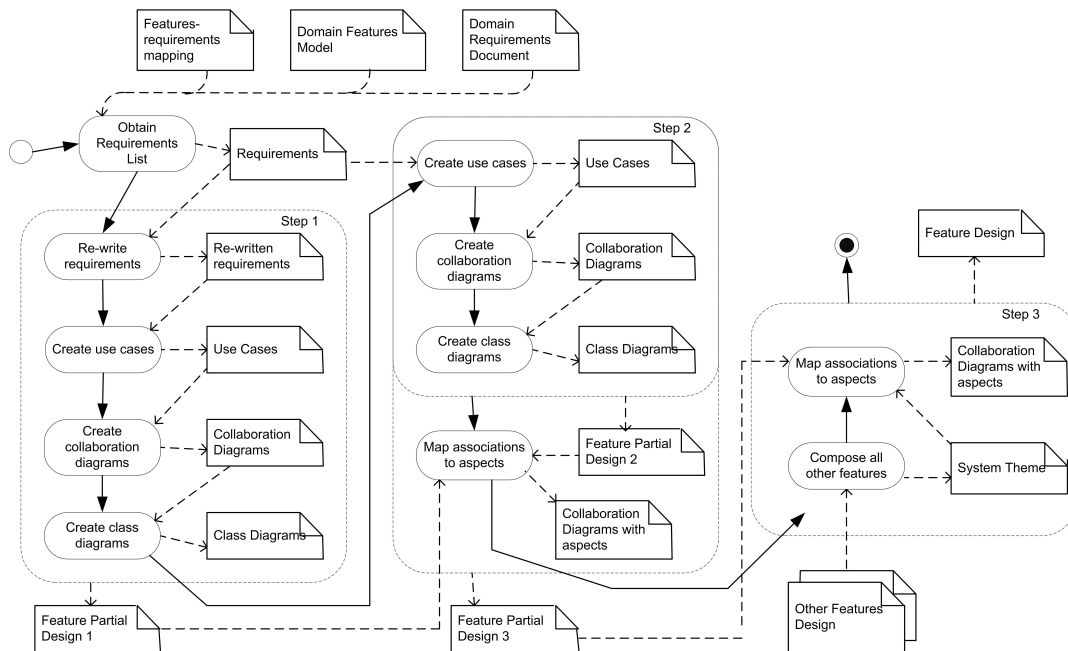 Features-
requirements
mapping
Domain Features
Model
Domain
Requirements
Document
Obtain
Requirements
List
Requirements
Step 1
Re-write
requirements
Re-written
requirements
Create use cases
Use Cases
Create
collaboration
diagrams
Collaboration
Diagrams
Create class
diagrams
Class Diagrams
Feature Partial
Design 1
Step 2
Create use cases
Use Cases
Create
collaboration
diagrams
Collaboration
Diagrams
Create class
diagrams
Class Diagrams
Map associations
to aspects
Feature Partial
Design 2
Collaboration
Diagrams with
aspects
Feature Partial
Design 3
Feature Design
Step 3
Map associations
to aspects
Collaboration
Diagrams with
aspects
Compose all
other features
System Theme
Other Features
Design